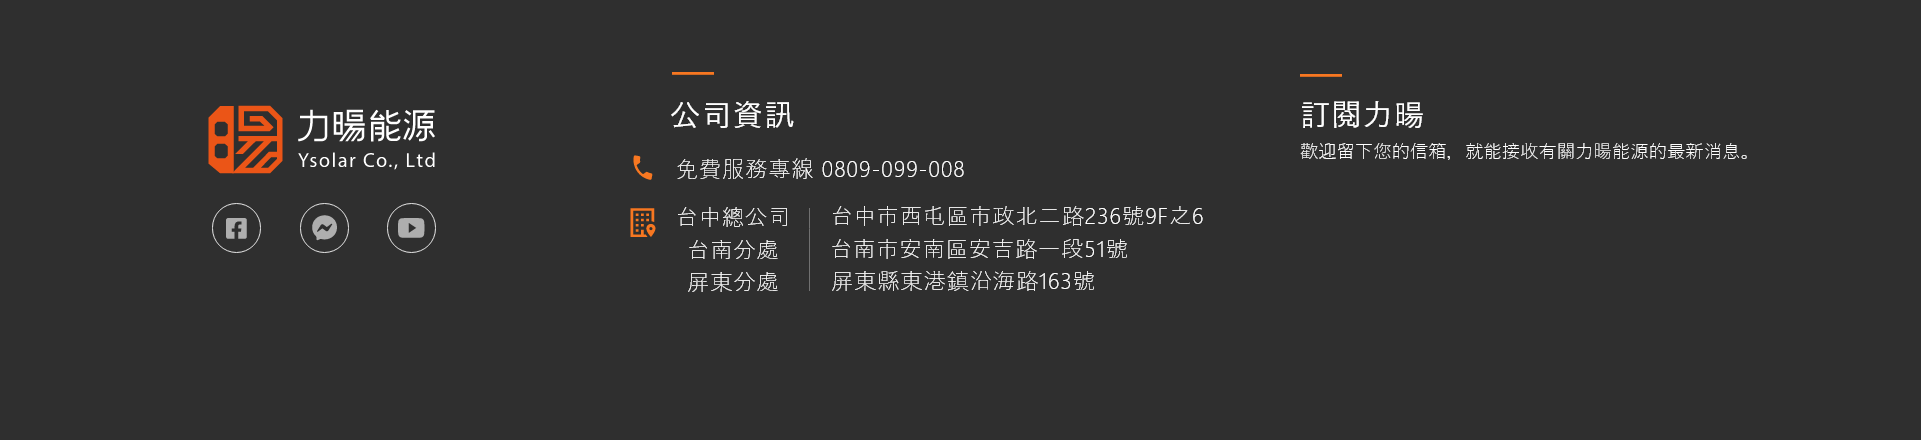 力暘能源
Ysolar Co., Ltd
公司資訊
免費服務專線 0809-099-008
台中總公司 台中市西屯區市政北二路236號9F之6
台南分處 台南市安南區安吉路一段51號
屏東分處 屏東縣東港鎮沿海路163號
訂閱力暘
歡迎留下您的信箱，就能接收有關力暘能源的最新消息。